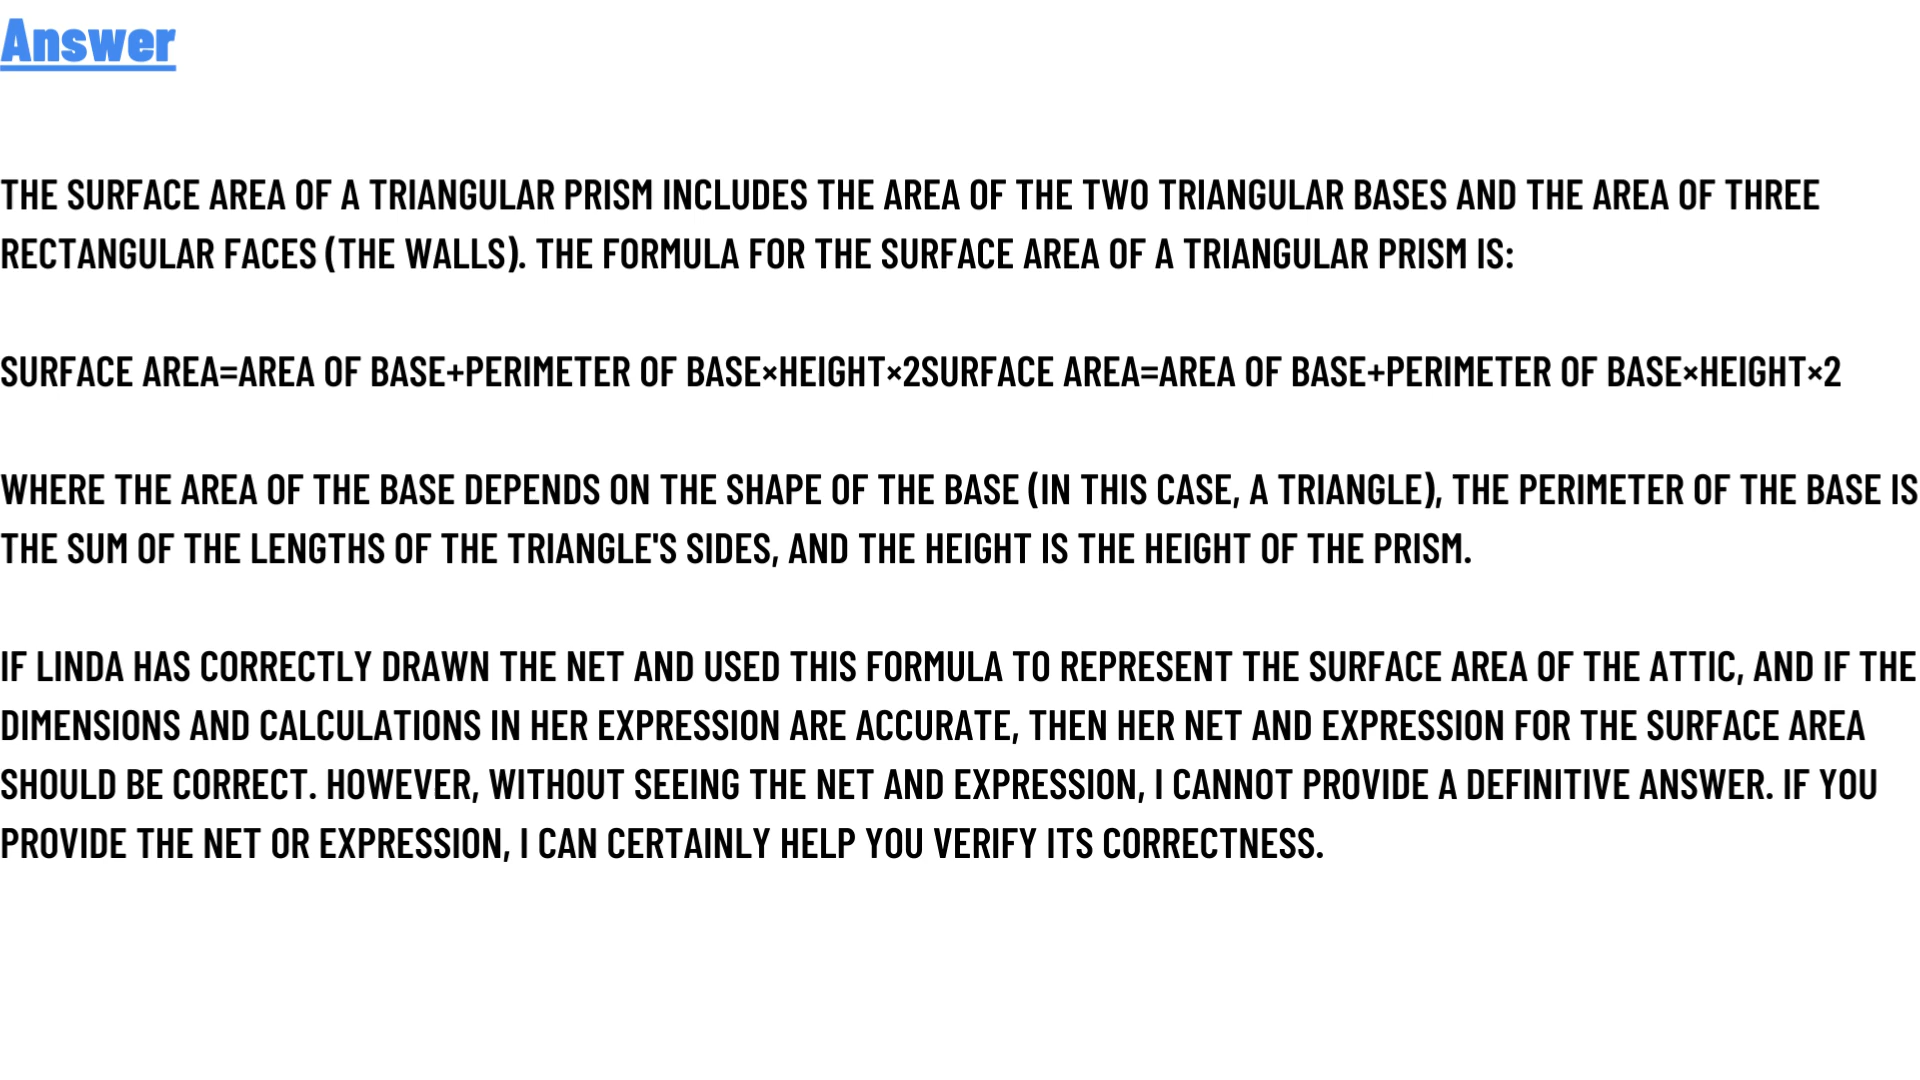 Answer
THE SURFACE AREA OF A TRIANGULAR PRISM INCLUDES THE AREA OF THE TWO TRIANGULAR BASES AND THE AREA OF THREE
RECTANGULAR FACES (THE WALLS). THE FORMULA FOR THE SURFACE AREA OF A TRIANGULAR PRISM IS:
SURFACE AREA=AREA OF BASE+PERIMETER OF BASE×HEIGHT×2SURFACE AREA=AREA OF BASE+PERIMETER OF BASE×HEIGHT×2
WHERE THE AREA OF THE BASE DEPENDS ON THE SHAPE OF THE BASE (IN THIS CASE, A TRIANGLE), THE PERIMETER OF THE BASE IS
THE SUM OF THE LENGTHS OF THE TRIANGLE'S SIDES, AND THE HEIGHT IS THE HEIGHT OF THE PRISM.
IF LINDA HAS CORRECTLY DRAWN THE NET AND USED THIS FORMULA TO REPRESENT THE SURFACE AREA OF THE ATTIC, AND IF THE
DIMENSIONS AND CALCULATIONS IN HER EXPRESSION ARE ACCURATE, THEN HER NET AND EXPRESSION FOR THE SURFACE AREA
SHOULD BE CORRECT. HOWEVER, WITHOUT SEEING THE NET AND EXPRESSION, I CANNOT PROVIDE A DEFINITIVE ANSWER. IF YOU
PROVIDE THE NET OR EXPRESSION, I CAN CERTAINLY HELP YOU VERIFY ITS CORRECTNESS.